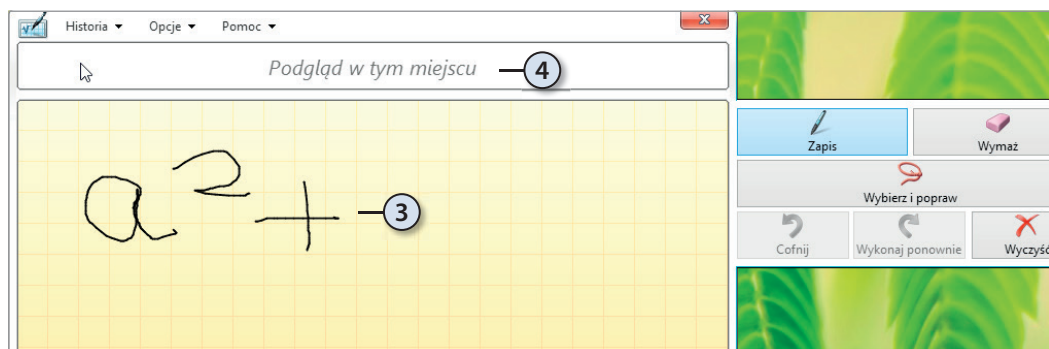 Historia Opcje Pomoc
Podgląd w tym miejscu 4
a² + 3
Zapis Wymaż
Wybierz i popraw
Cofnij Wykonaj ponownie Wyczyść